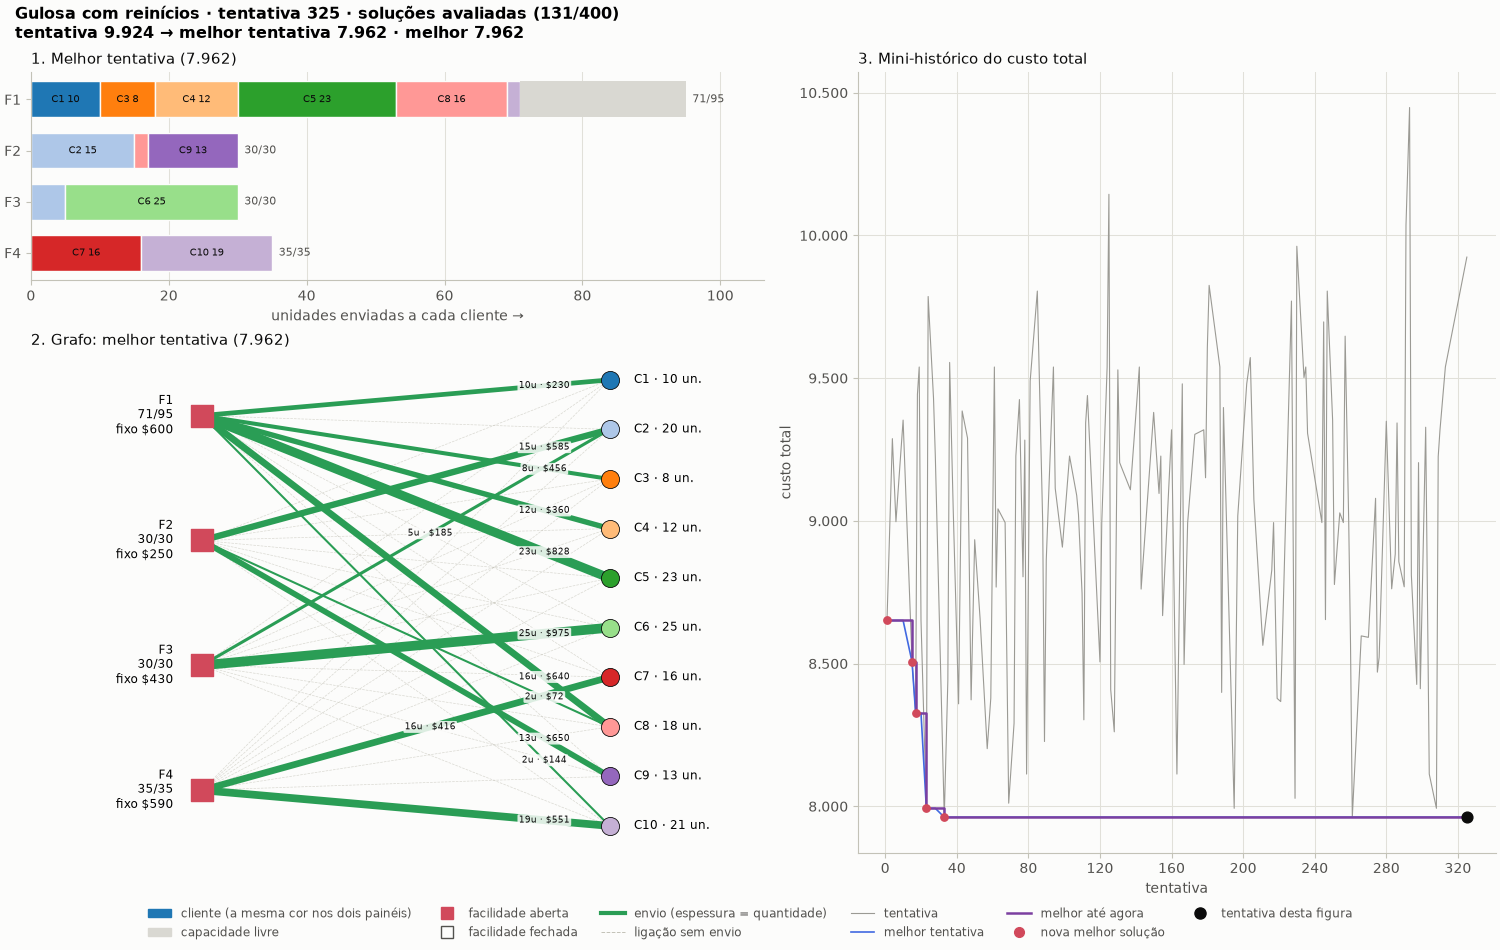 Gulosa com reinícios · tentativa 325 · soluções avaliadas (131/400)
tentativa 9.924 → melhor tentativa 7.962 · melhor 7.962
1. Melhor tentativa (7.962)
F1
C1 10
C3 8
C4 12
C5 23
C8 16
71/95
F2
C2 15
C9 13
30/30
F3
C6 25
30/30
F4
C7 16
C10 19
35/35
0 20 40 60 80 100
unidades enviadas a cada cliente →
2. Grafo: melhor tentativa (7.962)
F1
71/95
fixo $600
F2
30/30
fixo $250
F3
30/30
fixo $430
F4
35/35
fixo $590
10u · $230
15u · $585
8u · $456
12u · $360
5u · $185
23u · $828
25u · $975
16u · $640
2u · $72
16u · $416
13u · $650
2u · $144
19u · $551
C1 · 10 un.
C2 · 20 un.
C3 · 8 un.
C4 · 12 un.
C5 · 23 un.
C6 · 25 un.
C7 · 16 un.
C8 · 18 un.
C9 · 13 un.
C10 · 21 un.
3. Mini-histórico do custo total
10.500
10.000
9.500
9.000
8.500
8.000
custo total
0 40 80 120 160 200 240 280 320
tentativa
cliente (a mesma cor nos dois painéis)
capacidade livre
facilidade aberta
facilidade fechada
envio (espessura = quantidade)
ligação sem envio
tentativa
melhor tentativa
melhor até agora
nova melhor solução
tentativa desta figura